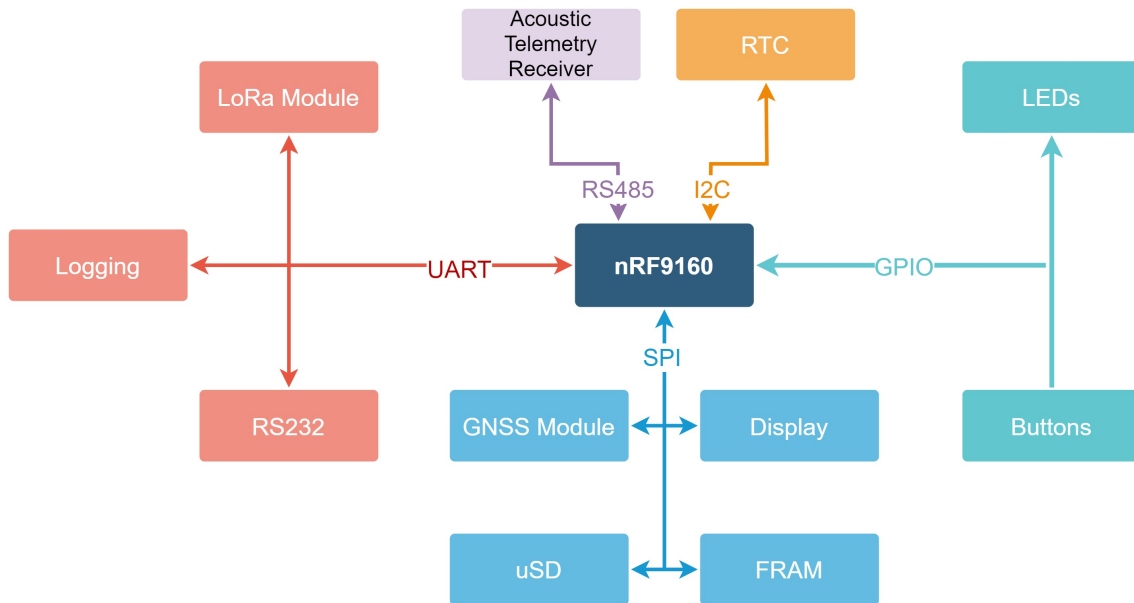 Acoustic
Telemetry
Receiver
RTC
LoRa Module
LEDs
RS485
I2C
Logging
UART
nRF9160
GPIO
SPI
RS232
GNSS Module
Display
Buttons
uSD
FRAM